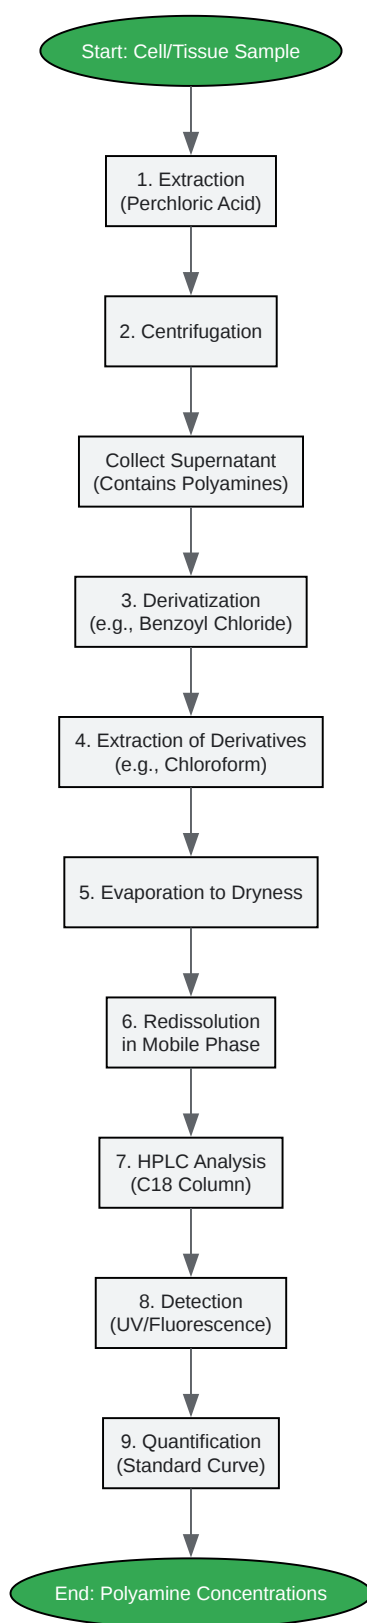 Start: Cell/Tissue Sample
1. Extraction
(Perchloric Acid)
2. Centrifugation
Collect Supernatant
(Contains Polyamines)
3. Derivatization
(e.g., Benzoyl Chloride)
4. Extraction of Derivatives
(e.g., Chloroform)
5. Evaporation to Dryness
6. Redissolution
in Mobile Phase
7. HPLC Analysis
(C18 Column)
8. Detection
(UV/Fluorescence)
9. Quantification
(Standard Curve)
End: Polyamine Concentrations